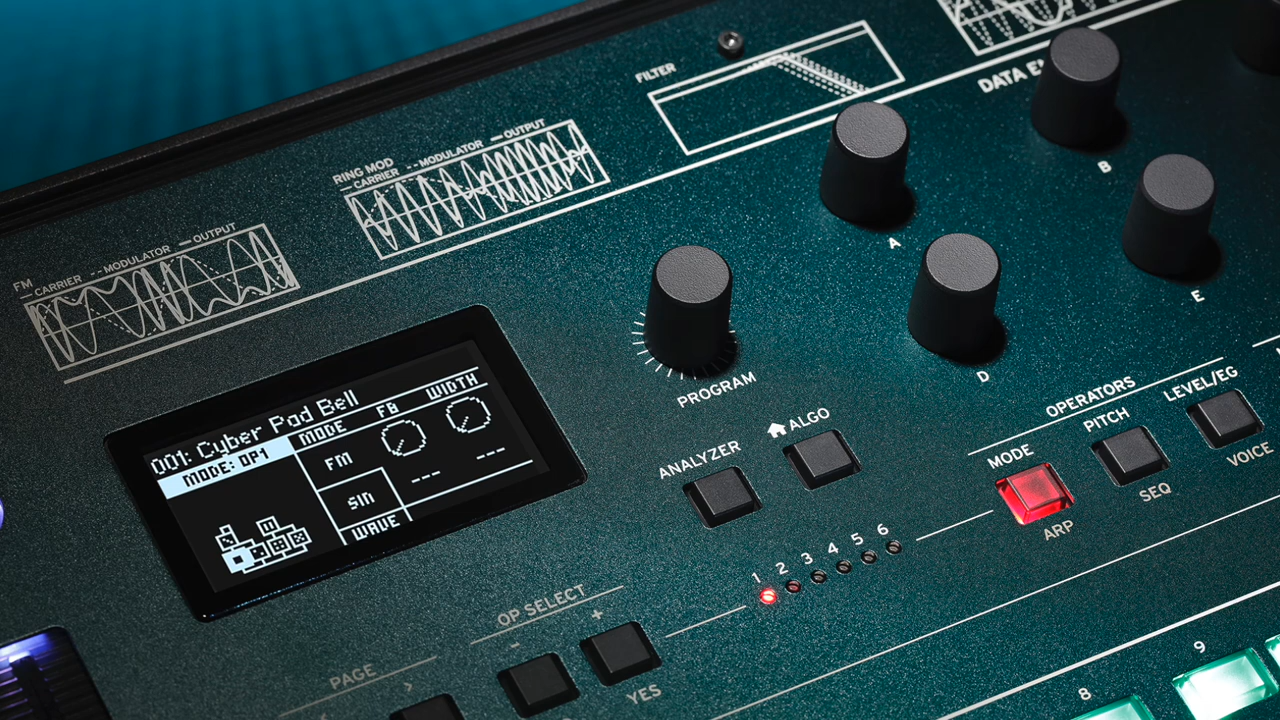 FILTER
DATA
RING MOD
CARRIER -- MODULATOR — OUTPUT
FM
CARRIER -- MODULATOR — OUTPUT
A
B
D
E
PROGRAM
001: Cyber Pad Bell
MODE: OP1
MODE
FB
WIDTH
FM
---
---
SIN
WAVE
ANALYZER
ALGO
OPERATORS
MODE
PITCH
LEVEL/EG
ARP
SEQ
VOICE
1 2 3 4 5 6
OP SELECT
- +
YES
PAGE
>
8
9